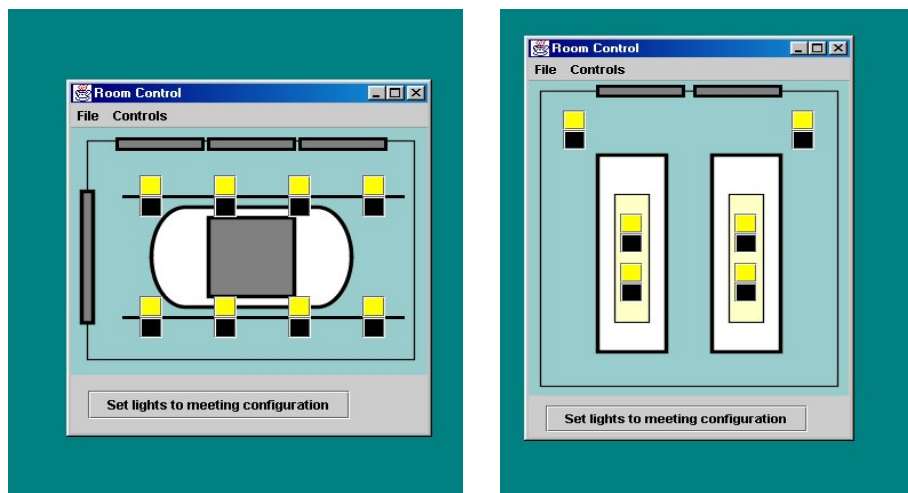 Room Control
File Controls
Set lights to meeting configuration
Room Control
File Controls
Set lights to meeting configuration